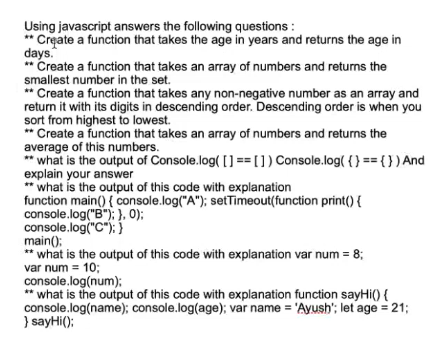 Using javascript answers the following questions :
** Create a function that takes the age in years and returns the age in
days.
** Create a function that takes an array of numbers and returns the
smallest number in the set.
** Create a function that takes any non-negative number as an array and
return it with its digits in descending order. Descending order is when you
sort from highest to lowest.
** Create a function that takes an array of numbers and returns the
average of this numbers.
** what is the output of Console.log( [ ] == [ ] ) Console.log( { } == { } ) And
explain your answer
** what is the output of this code with explanation
function main() { console.log("A"); setTimeout(function print() {
console.log("B"); }, 0);
console.log("C"); }
main();
** what is the output of this code with explanation var num = 8;
var num = 10;
console.log(num);
** what is the output of this code with explanation function sayHi() {
console.log(name); console.log(age); var name = 'Ayush'; let age = 21;
} sayHi();